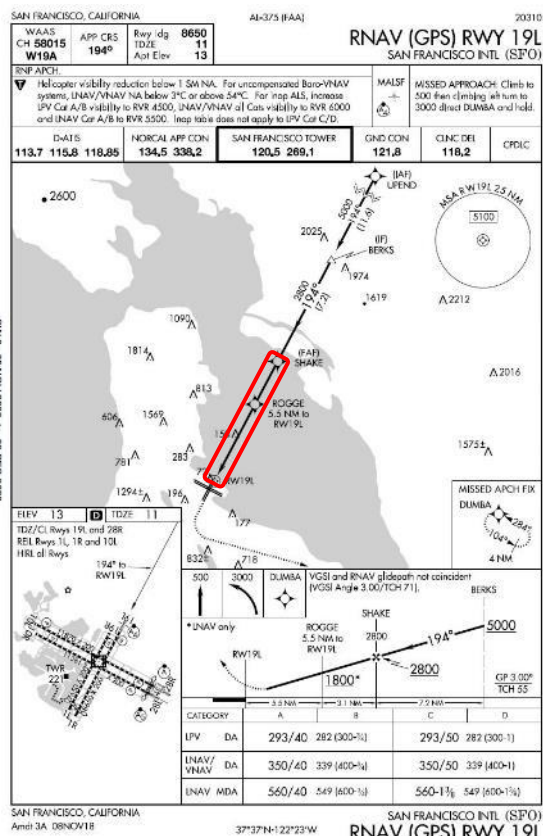 SAN FRANCISCO, CALIFORNIA
AL-375 (FAA)
20310
WAAS
CH 58015
W19A
APP CRS
194°
Rwy ldg 8650
TDZE 11
Apt Elev 13
RNAV (GPS) RWY 19L
SAN FRANCISCO INTL (SFO)
RNP APCH.
Helicopter visibility reduction below 1 SM NA. For uncompensated Baro-VNAV
systems, LNAV/VNAV NA below 3°C or above 54°C. For inop ALS, increase
LPV Cat A/B visibility to RVR 4500, LNAV/VNAV all Cats visibility to RVR 6000
and LNAV Cat A/B to RVR 5500. Inop table does not apply to LPV Cat C/D.
MALSF
MISSED APPROACH: Climb to
500 then climbing left turn to
3000 direct DUMBA and hold.
D-ATIS
113.7 115.8 118.85
NORCAL APP CON
134.5 338.2
SAN FRANCISCO TOWER
120.5 269.1
GND CON
121.8
CLNC DEL
118.2
CPDLC
(IAF)
UPEND
MSA RW19L 25 NM
5100
2600
5000
194°
(11.6)
2025
(IF)
BERKS
1974
2800
194°
(7.2)
1619
2212
1090
1814
(FAF)
SHAKE
2016
813
ROGGE
5.5 NM to
RW19L
606
1569
1575±
781
283
RW19L
1294±
196
177
832±
718
MISSED APCH FIX
DUMBA
284°
104°
4 NM
ELEV 13
D
TDZE 11
TDZ/CL Rwys 19L and 28R
REIL Rwys 1L, 1R and 10L
HIRL all Rwys
194° to
RW19L
TWR
221
1R
500
3000
DUMBA
VGSI and RNAV glidepath not coincident
(VGSI Angle 3.00/TCH 71).
BERKS
*LNAV only
ROGGE
5.5 NM to
RW19L
SHAKE
2800
194°
5000
RW19L
1800*
2800
GP 3.00°
TCH 55
5.5 NM
3.1 NM
7.2 NM
CATEGORY
A
B
C
D
LPV DA
293/40 282 (300-¾)
293/50 282 (300-1)
LNAV/
VNAV DA
350/40 339 (400-¾)
350/50 339 (400-1)
LNAV MDA
560/40 549 (600-¾)
560-1⅜ 549 (600-1⅜)
SAN FRANCISCO, CALIFORNIA
Amdt 3A 08NOV18
37°37'N-122°23'W
SAN FRANCISCO INTL (SFO)
RNAV (GPS) RWY 19L